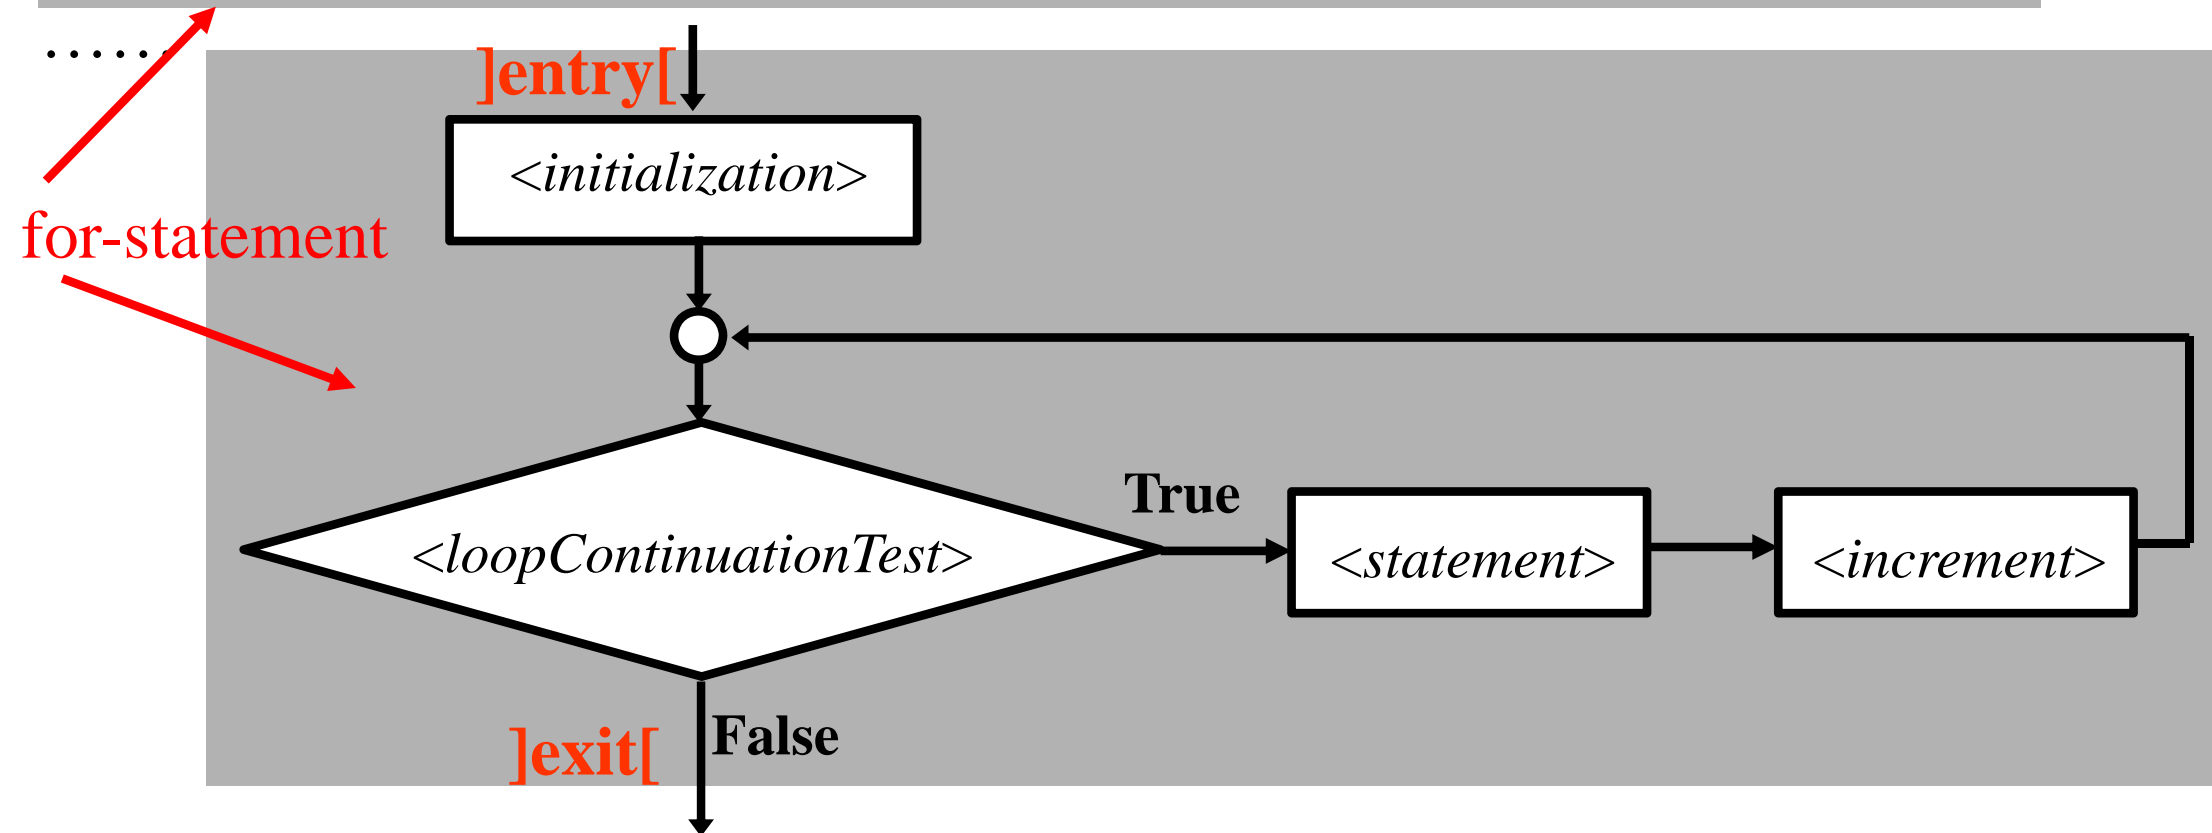 ……
]entry[
<initialization>
for-statement
True
<loopContinuationTest>
<statement>
<increment>
False
]exit[